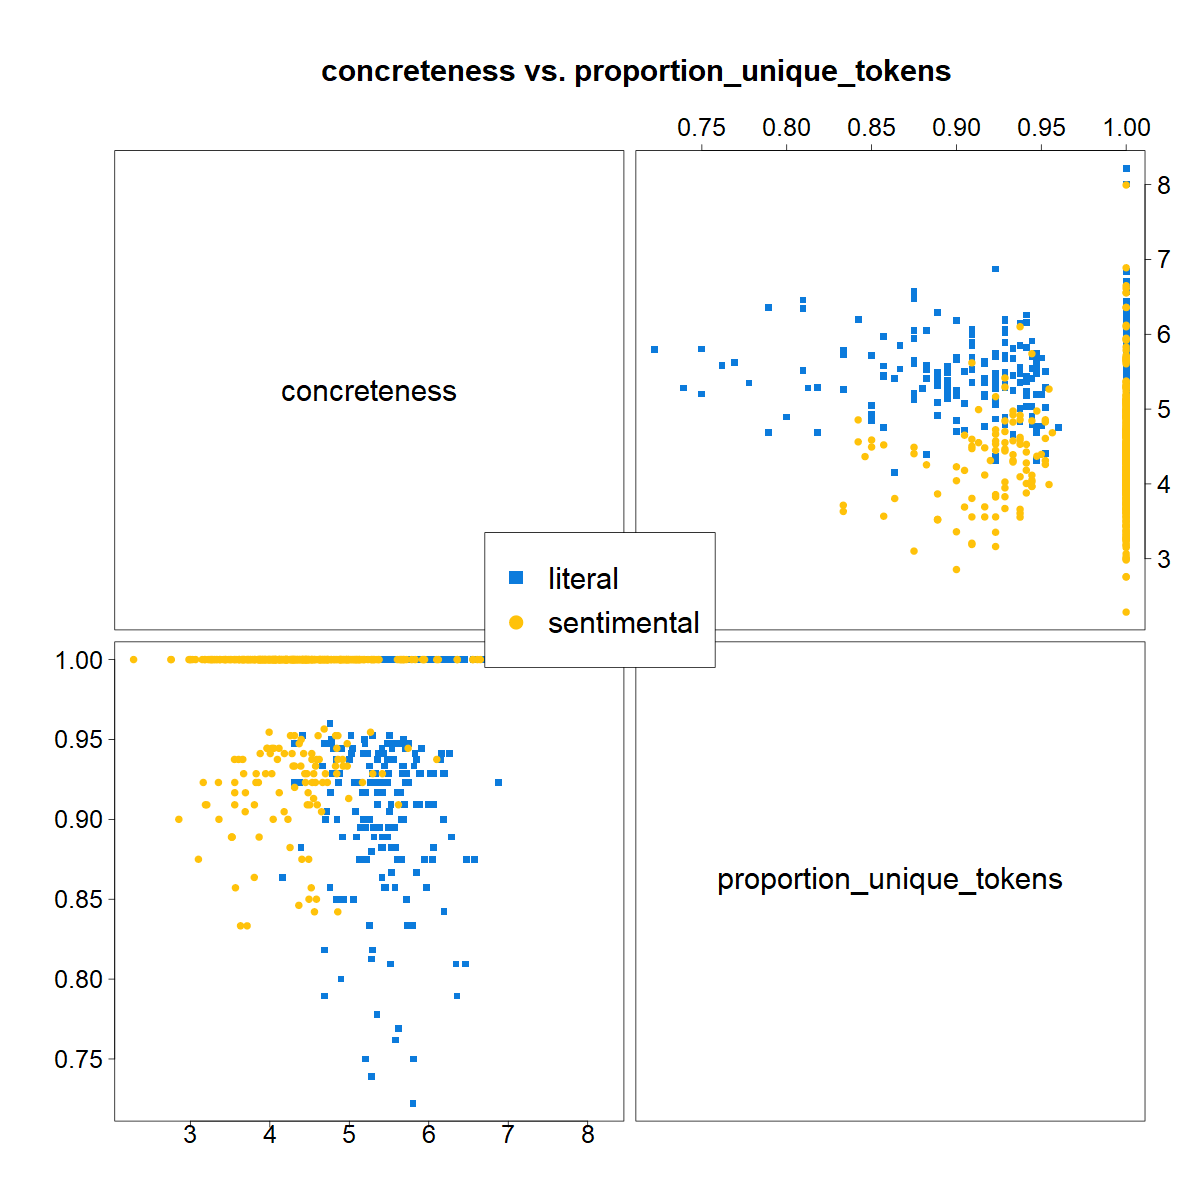 concreteness vs. proportion_unique_tokens
0.75 0.80 0.85 0.90 0.95 1.00
concreteness
8
7
6
5
4
3
literal
sentimental
1.00
0.95
0.90
0.85
0.80
0.75
proportion_unique_tokens
3 4 5 6 7 8